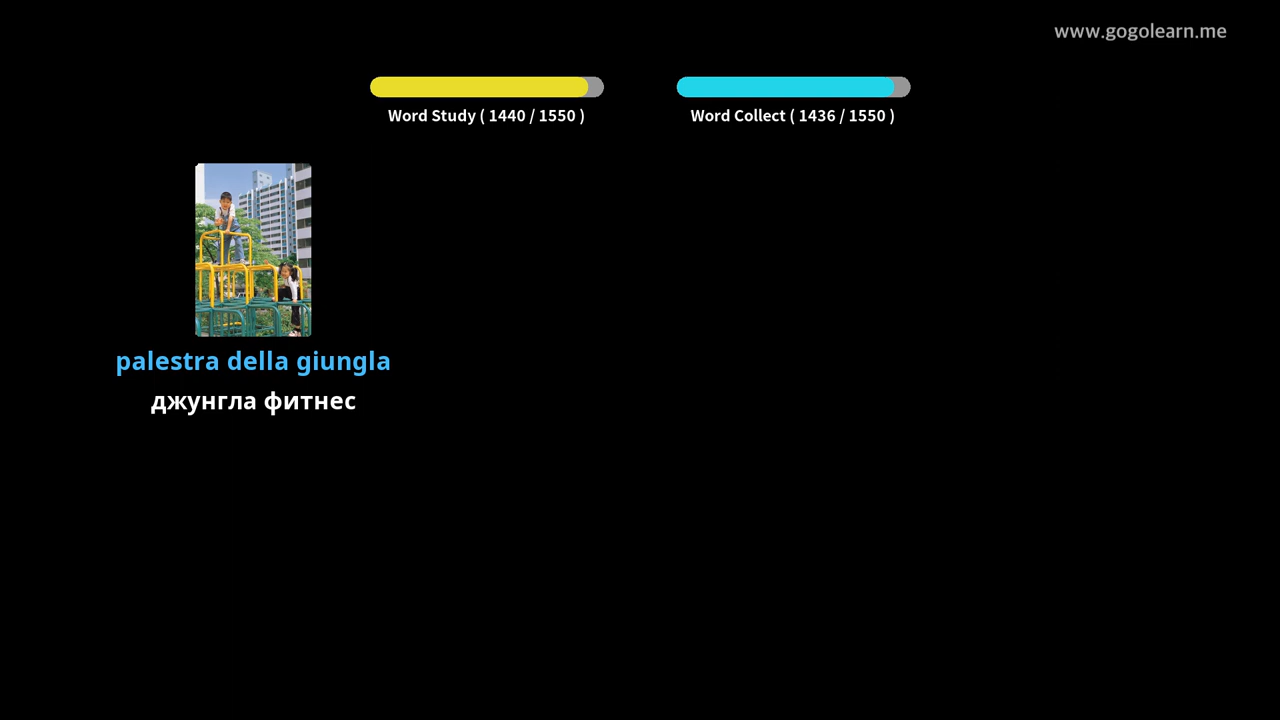 www.gogolearn.me
Word Study ( 1440 / 1550 )
Word Collect ( 1436 / 1550 )
palestra della giungla
джунгла фитнес